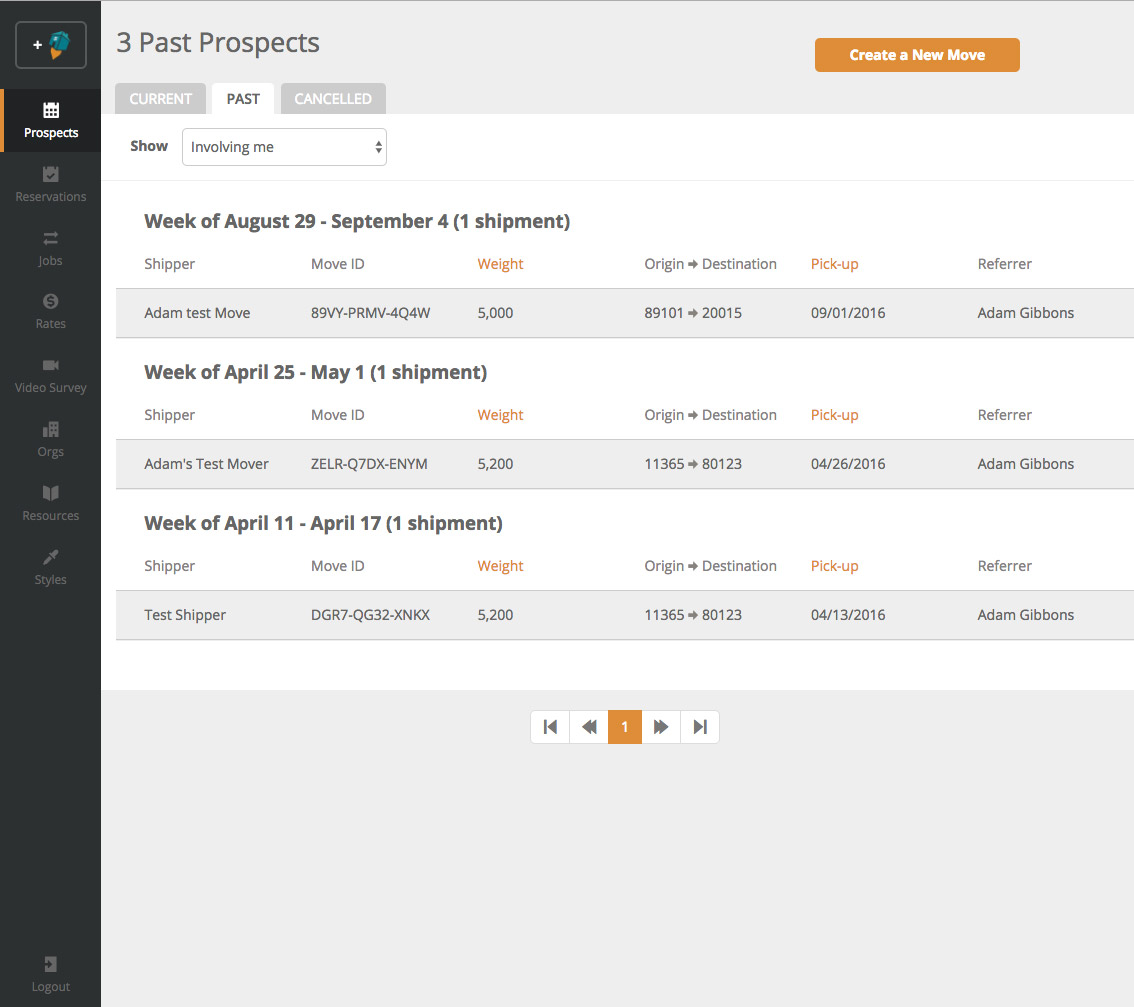 +
3 Past Prospects
Create a New Move
CURRENT PAST CANCELLED
Prospects
Show Involving me
Reservations
Week of August 29 - September 4 (1 shipment)
Jobs
Shipper Move ID Weight Origin ➡ Destination Pick-up Referrer
Rates
Adam test Move 89VY-PRMV-4Q4W 5,000 89101 ➡ 20015 09/01/2016 Adam Gibbons
Week of April 25 - May 1 (1 shipment)
Video Survey
Shipper Move ID Weight Origin ➡ Destination Pick-up Referrer
Orgs
Adam's Test Mover ZELR-Q7DX-ENYM 5,200 11365 ➡ 80123 04/26/2016 Adam Gibbons
Resources
Week of April 11 - April 17 (1 shipment)
Shipper Move ID Weight Origin ➡ Destination Pick-up Referrer
Styles
Test Shipper DGR7-QG32-XNKX 5,200 11365 ➡ 80123 04/13/2016 Adam Gibbons
1
Logout